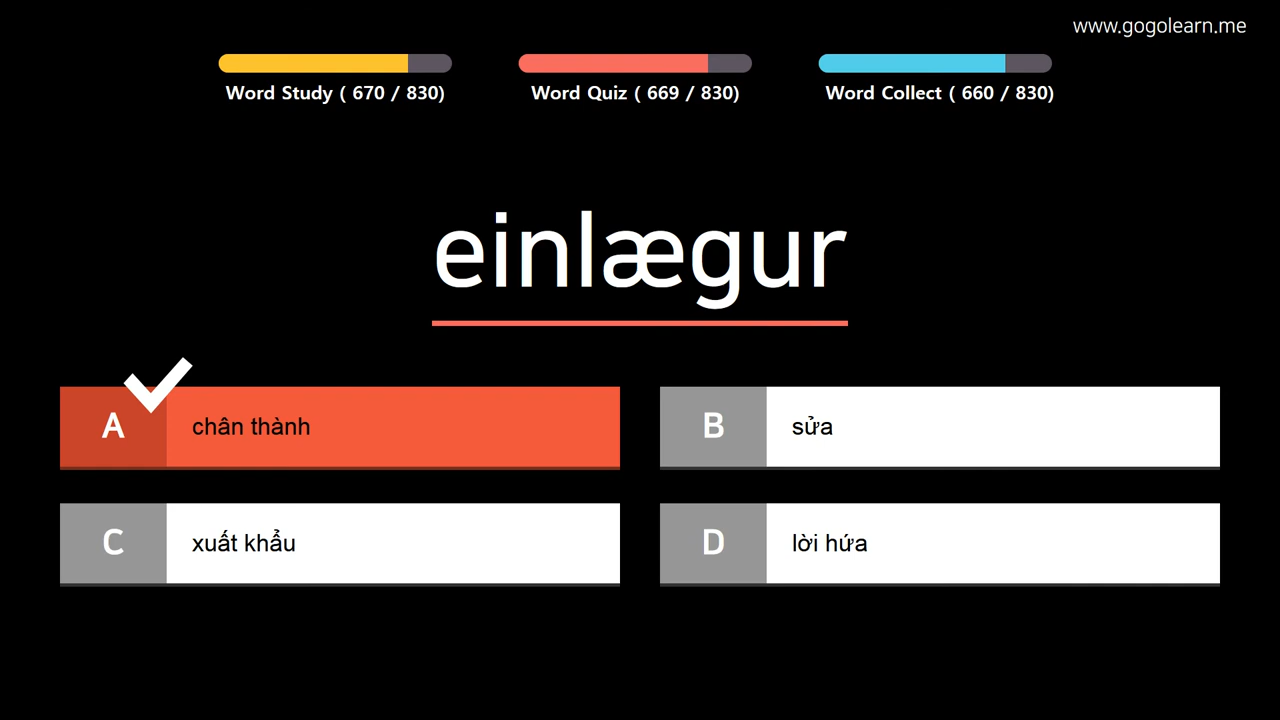 www.gogolearn.me
Word Study ( 670 / 830)
Word Quiz ( 669 / 830)
Word Collect ( 660 / 830)
einlægur
A chân thành
B sửa
C xuất khẩu
D lời hứa